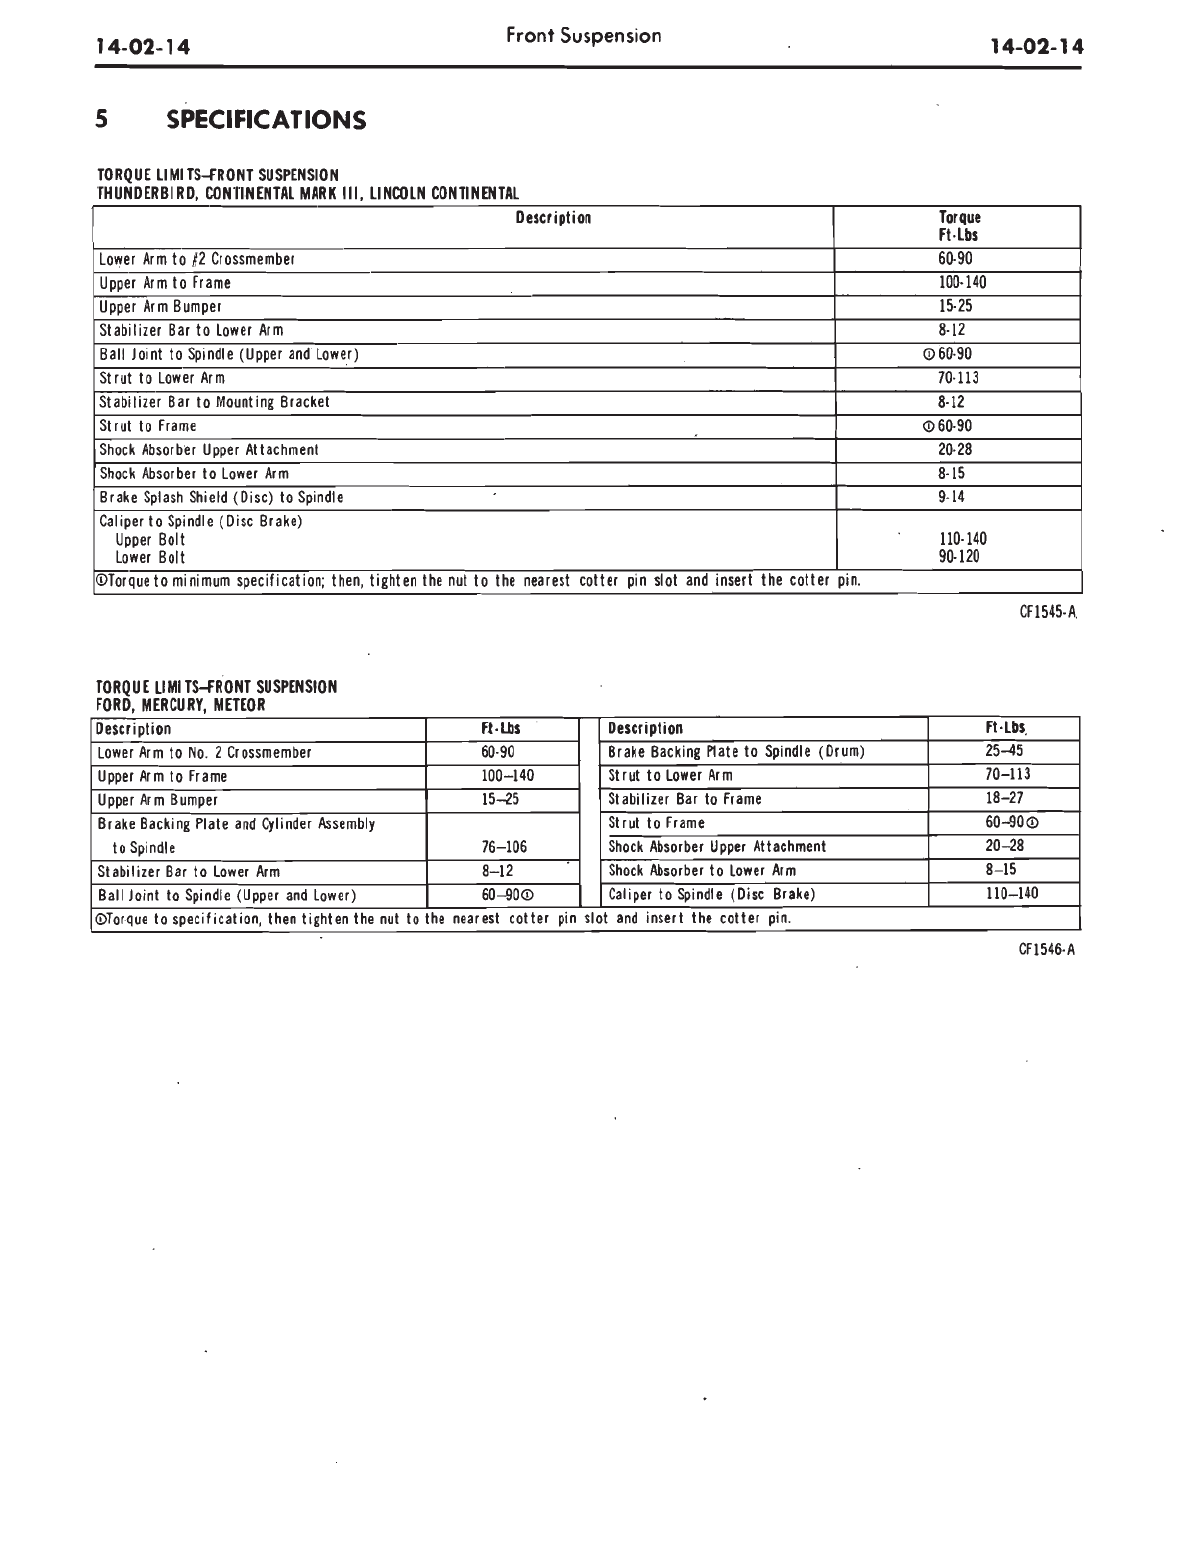 14-02-14 Front Suspension 14-02-14
5 SPECIFICATIONS
TORQUE LIMITS–FRONT SUSPENSION
THUNDERBIRD, CONTINENTAL MARK III, LINCOLN CONTINENTAL
Description Torque
Ft-Lbs
Lower Arm to #2 Crossmember 60-90
Upper Arm to Frame 100-140
Upper Arm Bumper 15-25
Stabilizer Bar to Lower Arm 8-12
Ball Joint to Spindle (Upper and Lower) ①60-90
Strut to Lower Arm 70-113
Stabilizer Bar to Mounting Bracket 8-12
Strut to Frame ①60-90
Shock Absorber Upper Attachment 20-28
Shock Absorber to Lower Arm 8-15
Brake Splash Shield (Disc) to Spindle 9-14
Caliper to Spindle (Disc Brake)
Upper Bolt 110-140
Lower Bolt 90-120
①Torque to minimum specification; then, tighten the nut to the nearest cotter pin slot and insert the cotter pin.
CF1545-A
TORQUE LIMITS–FRONT SUSPENSION
FORD, MERCURY, METEOR
Description Ft-Lbs Description Ft-Lbs
Lower Arm to No. 2 Crossmember 60-90 Brake Backing Plate to Spindle (Drum) 25–45
Upper Arm to Frame 100–140 Strut to Lower Arm 70–113
Upper Arm Bumper 15–25 Stabilizer Bar to Frame 18–27
Brake Backing Plate and Cylinder Assembly Strut to Frame 60–90①
to Spindle 76–106 Shock Absorber Upper Attachment 20–28
Stabilizer Bar to Lower Arm 8–12 Shock Absorber to Lower Arm 8–15
Ball Joint to Spindle (Upper and Lower) 60–90① Caliper to Spindle (Disc Brake) 110–140
①Torque to specification, then tighten the nut to the nearest cotter pin slot and insert the cotter pin.
CF1546-A